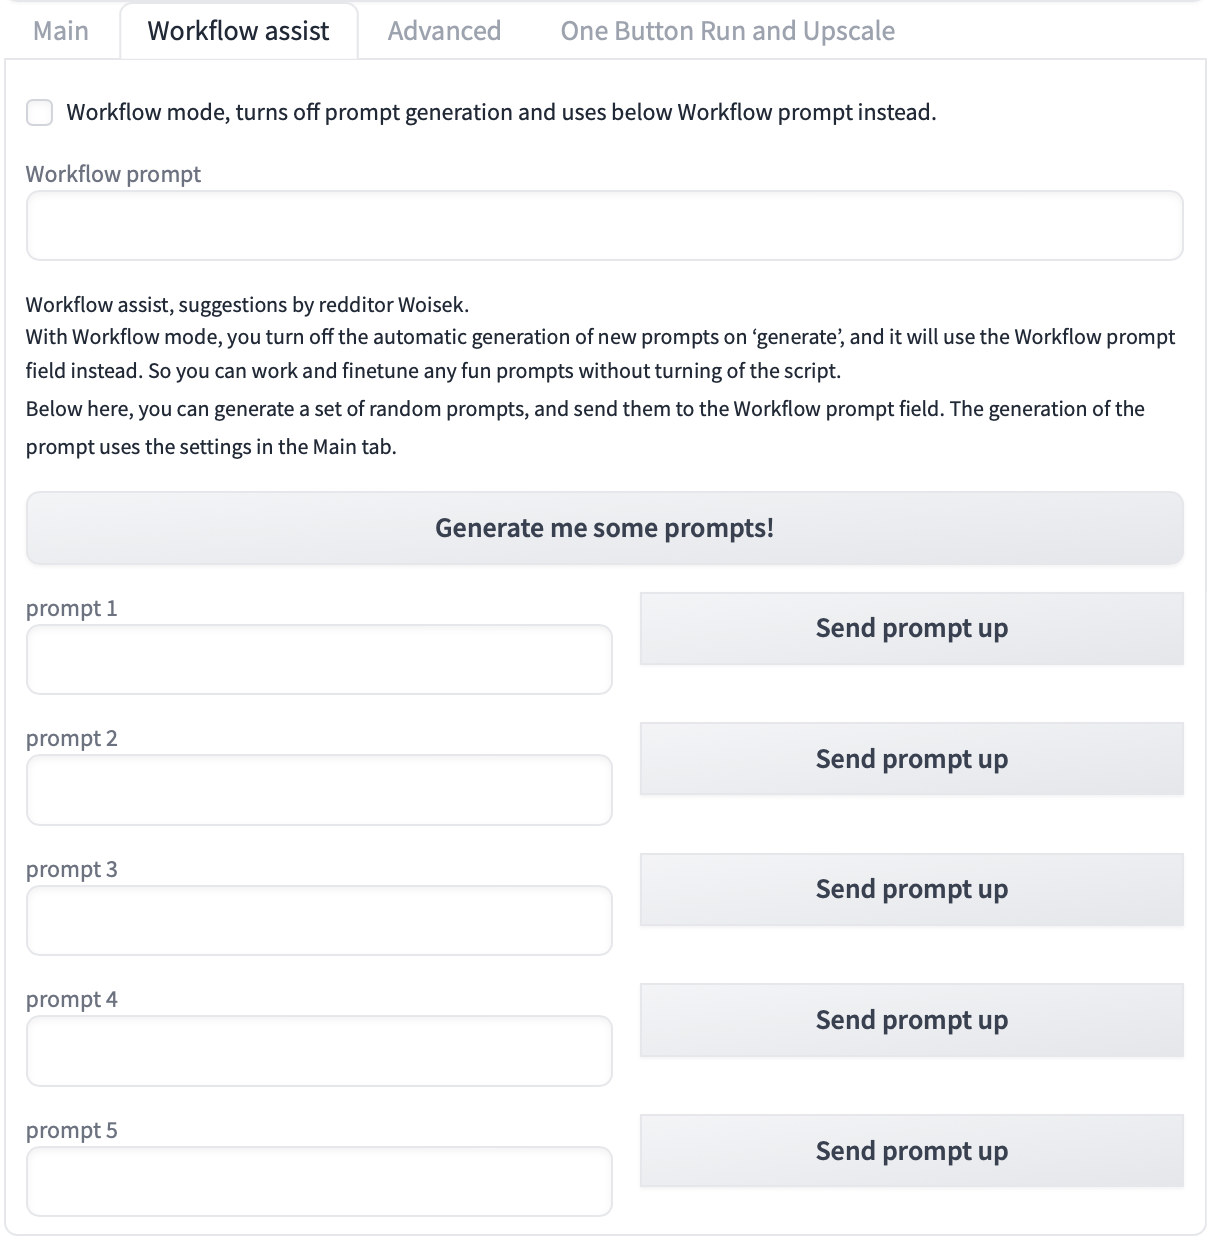 Main Workflow assist Advanced One Button Run and Upscale
Workflow mode, turns off prompt generation and uses below Workflow prompt instead.
Workflow prompt
Workflow assist, suggestions by redditor Woisek.
With Workflow mode, you turn off the automatic generation of new prompts on ‘generate’, and it will use the Workflow prompt
field instead. So you can work and finetune any fun prompts without turning of the script.
Below here, you can generate a set of random prompts, and send them to the Workflow prompt field. The generation of the
prompt uses the settings in the Main tab.
Generate me some prompts!
prompt 1
Send prompt up
prompt 2
Send prompt up
prompt 3
Send prompt up
prompt 4
Send prompt up
prompt 5
Send prompt up